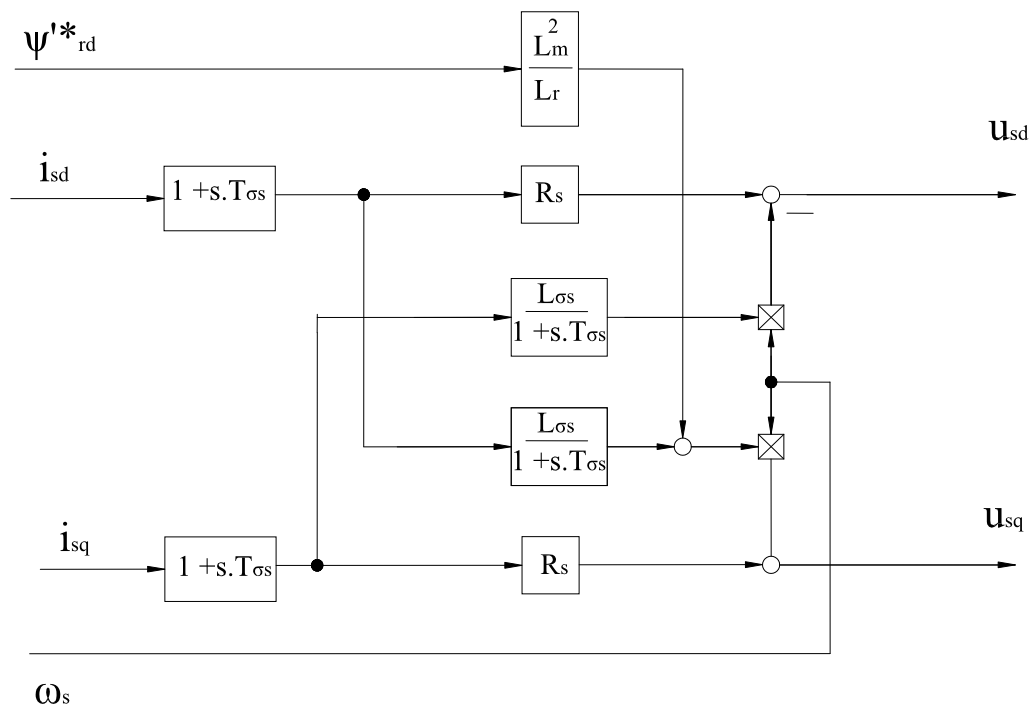 ψ'*rd
L²m
Lr
usd
isd
1 +s.Tσs
Rs
Lσs
1 +s.Tσs
Lσs
1 +s.Tσs
isq
1 +s.Tσs
Rs
usq
ωs